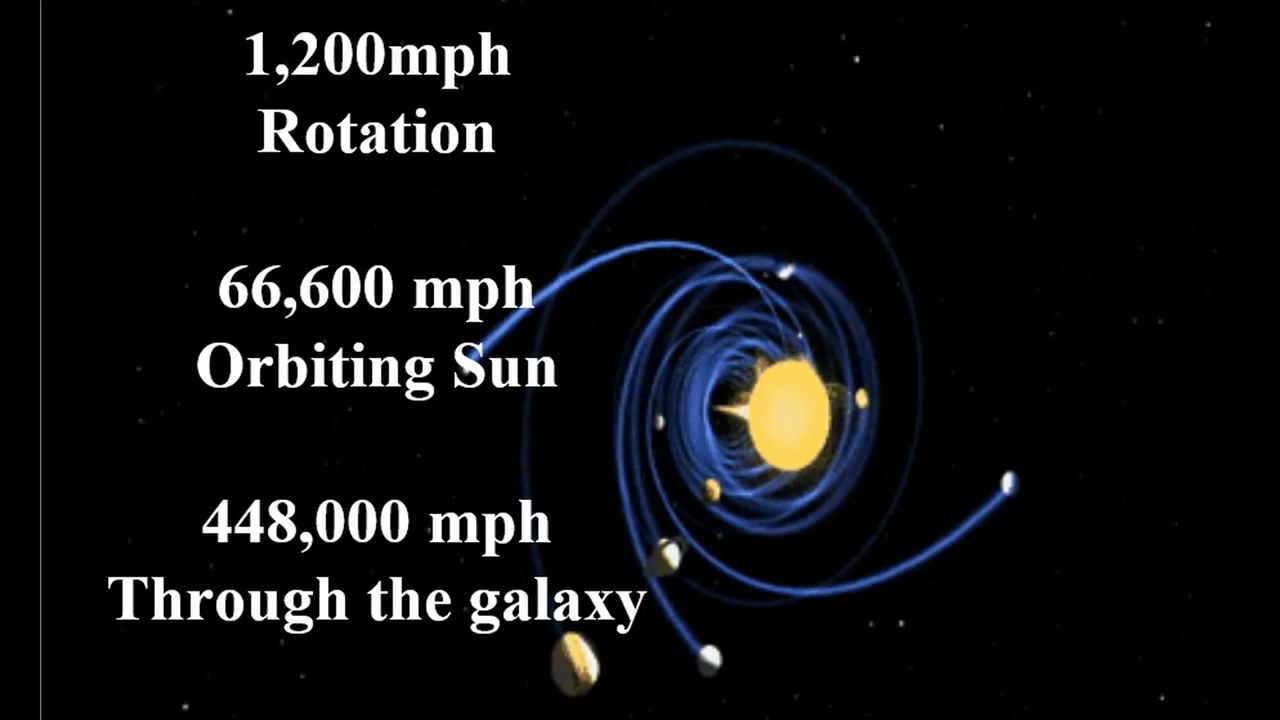 1,200mph
Rotation
66,600 mph
Orbiting Sun
448,000 mph
Through the galaxy